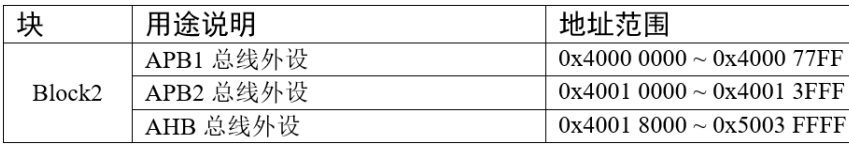 块 用途说明 地址范围
Block2 APB1 总线外设 0x4000 0000 ~ 0x4000 77FF
APB2 总线外设 0x4001 0000 ~ 0x4001 3FFF
AHB 总线外设 0x4001 8000 ~ 0x5003 FFFF